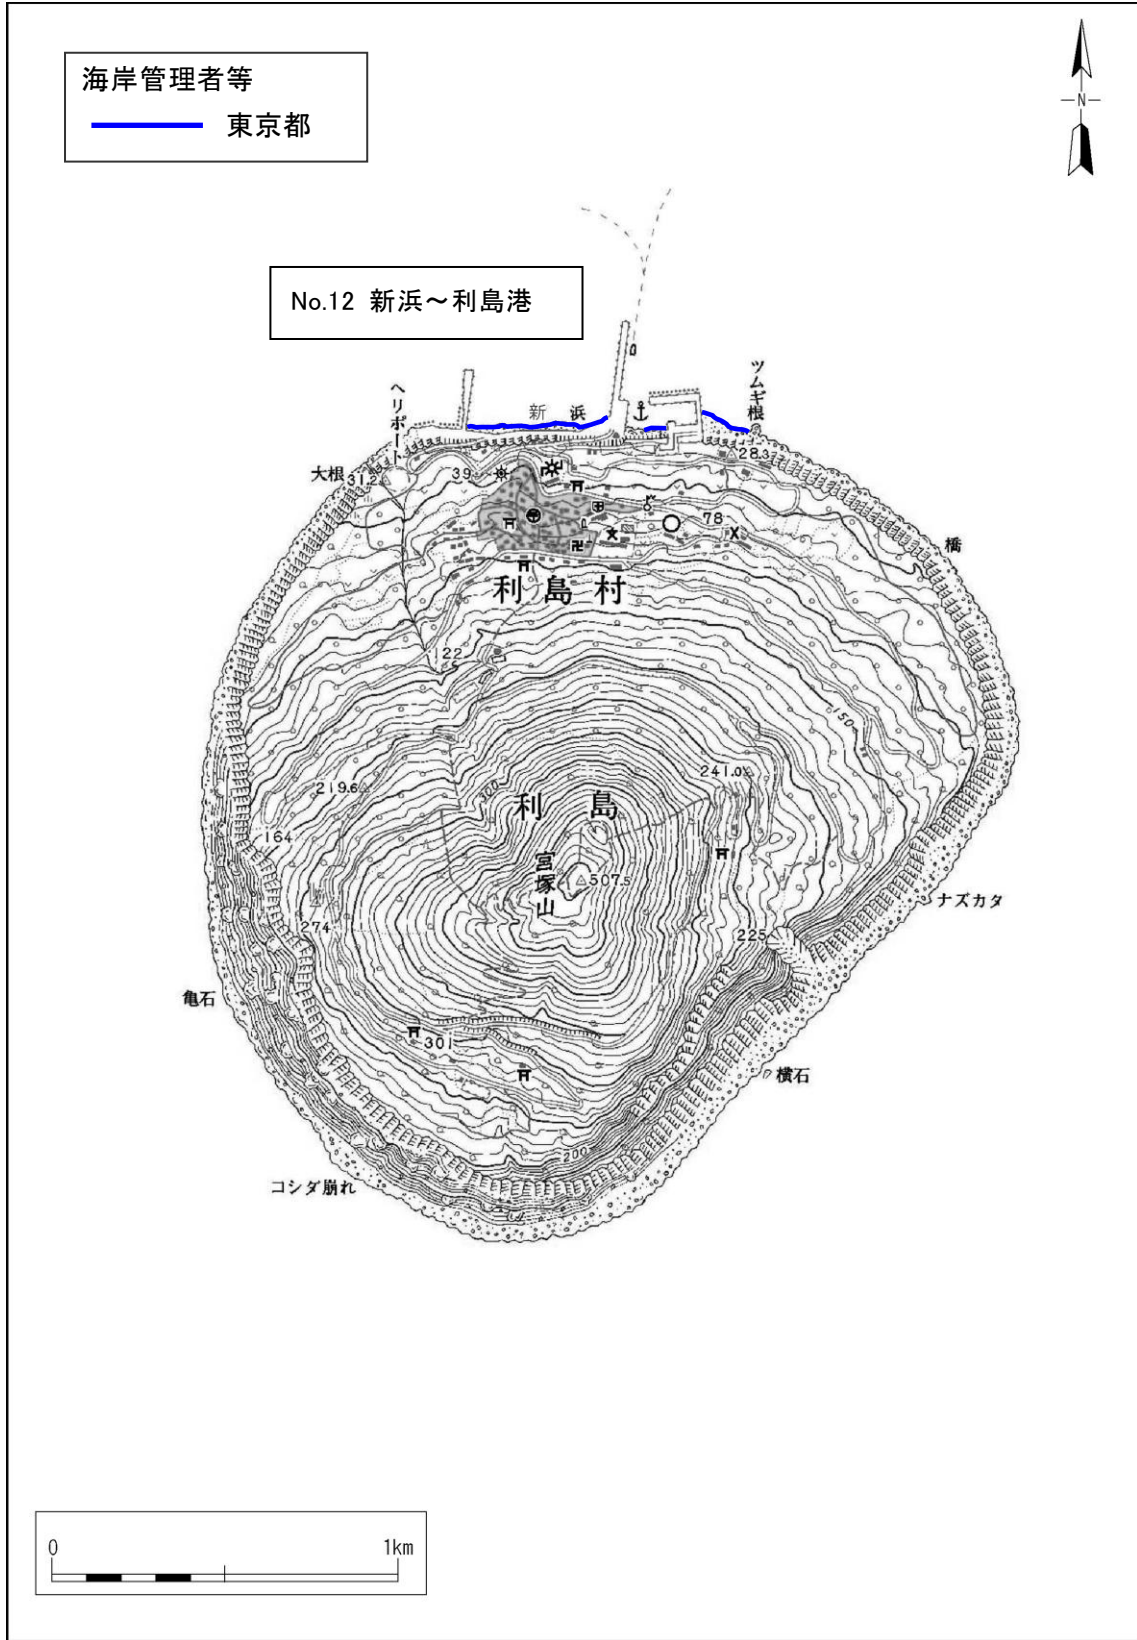 海岸管理者等
東京都
N
No.12 新浜～利島港
ヘリポート
新浜
ツムギ根
大根
31.2
39
28.3
78
橋
利島村
122
150
219.6
241.0
300
利島
164
宮塚山
507.5
ナズカタ
274
225
亀石
301
横石
200
コシダ崩れ
0 1km